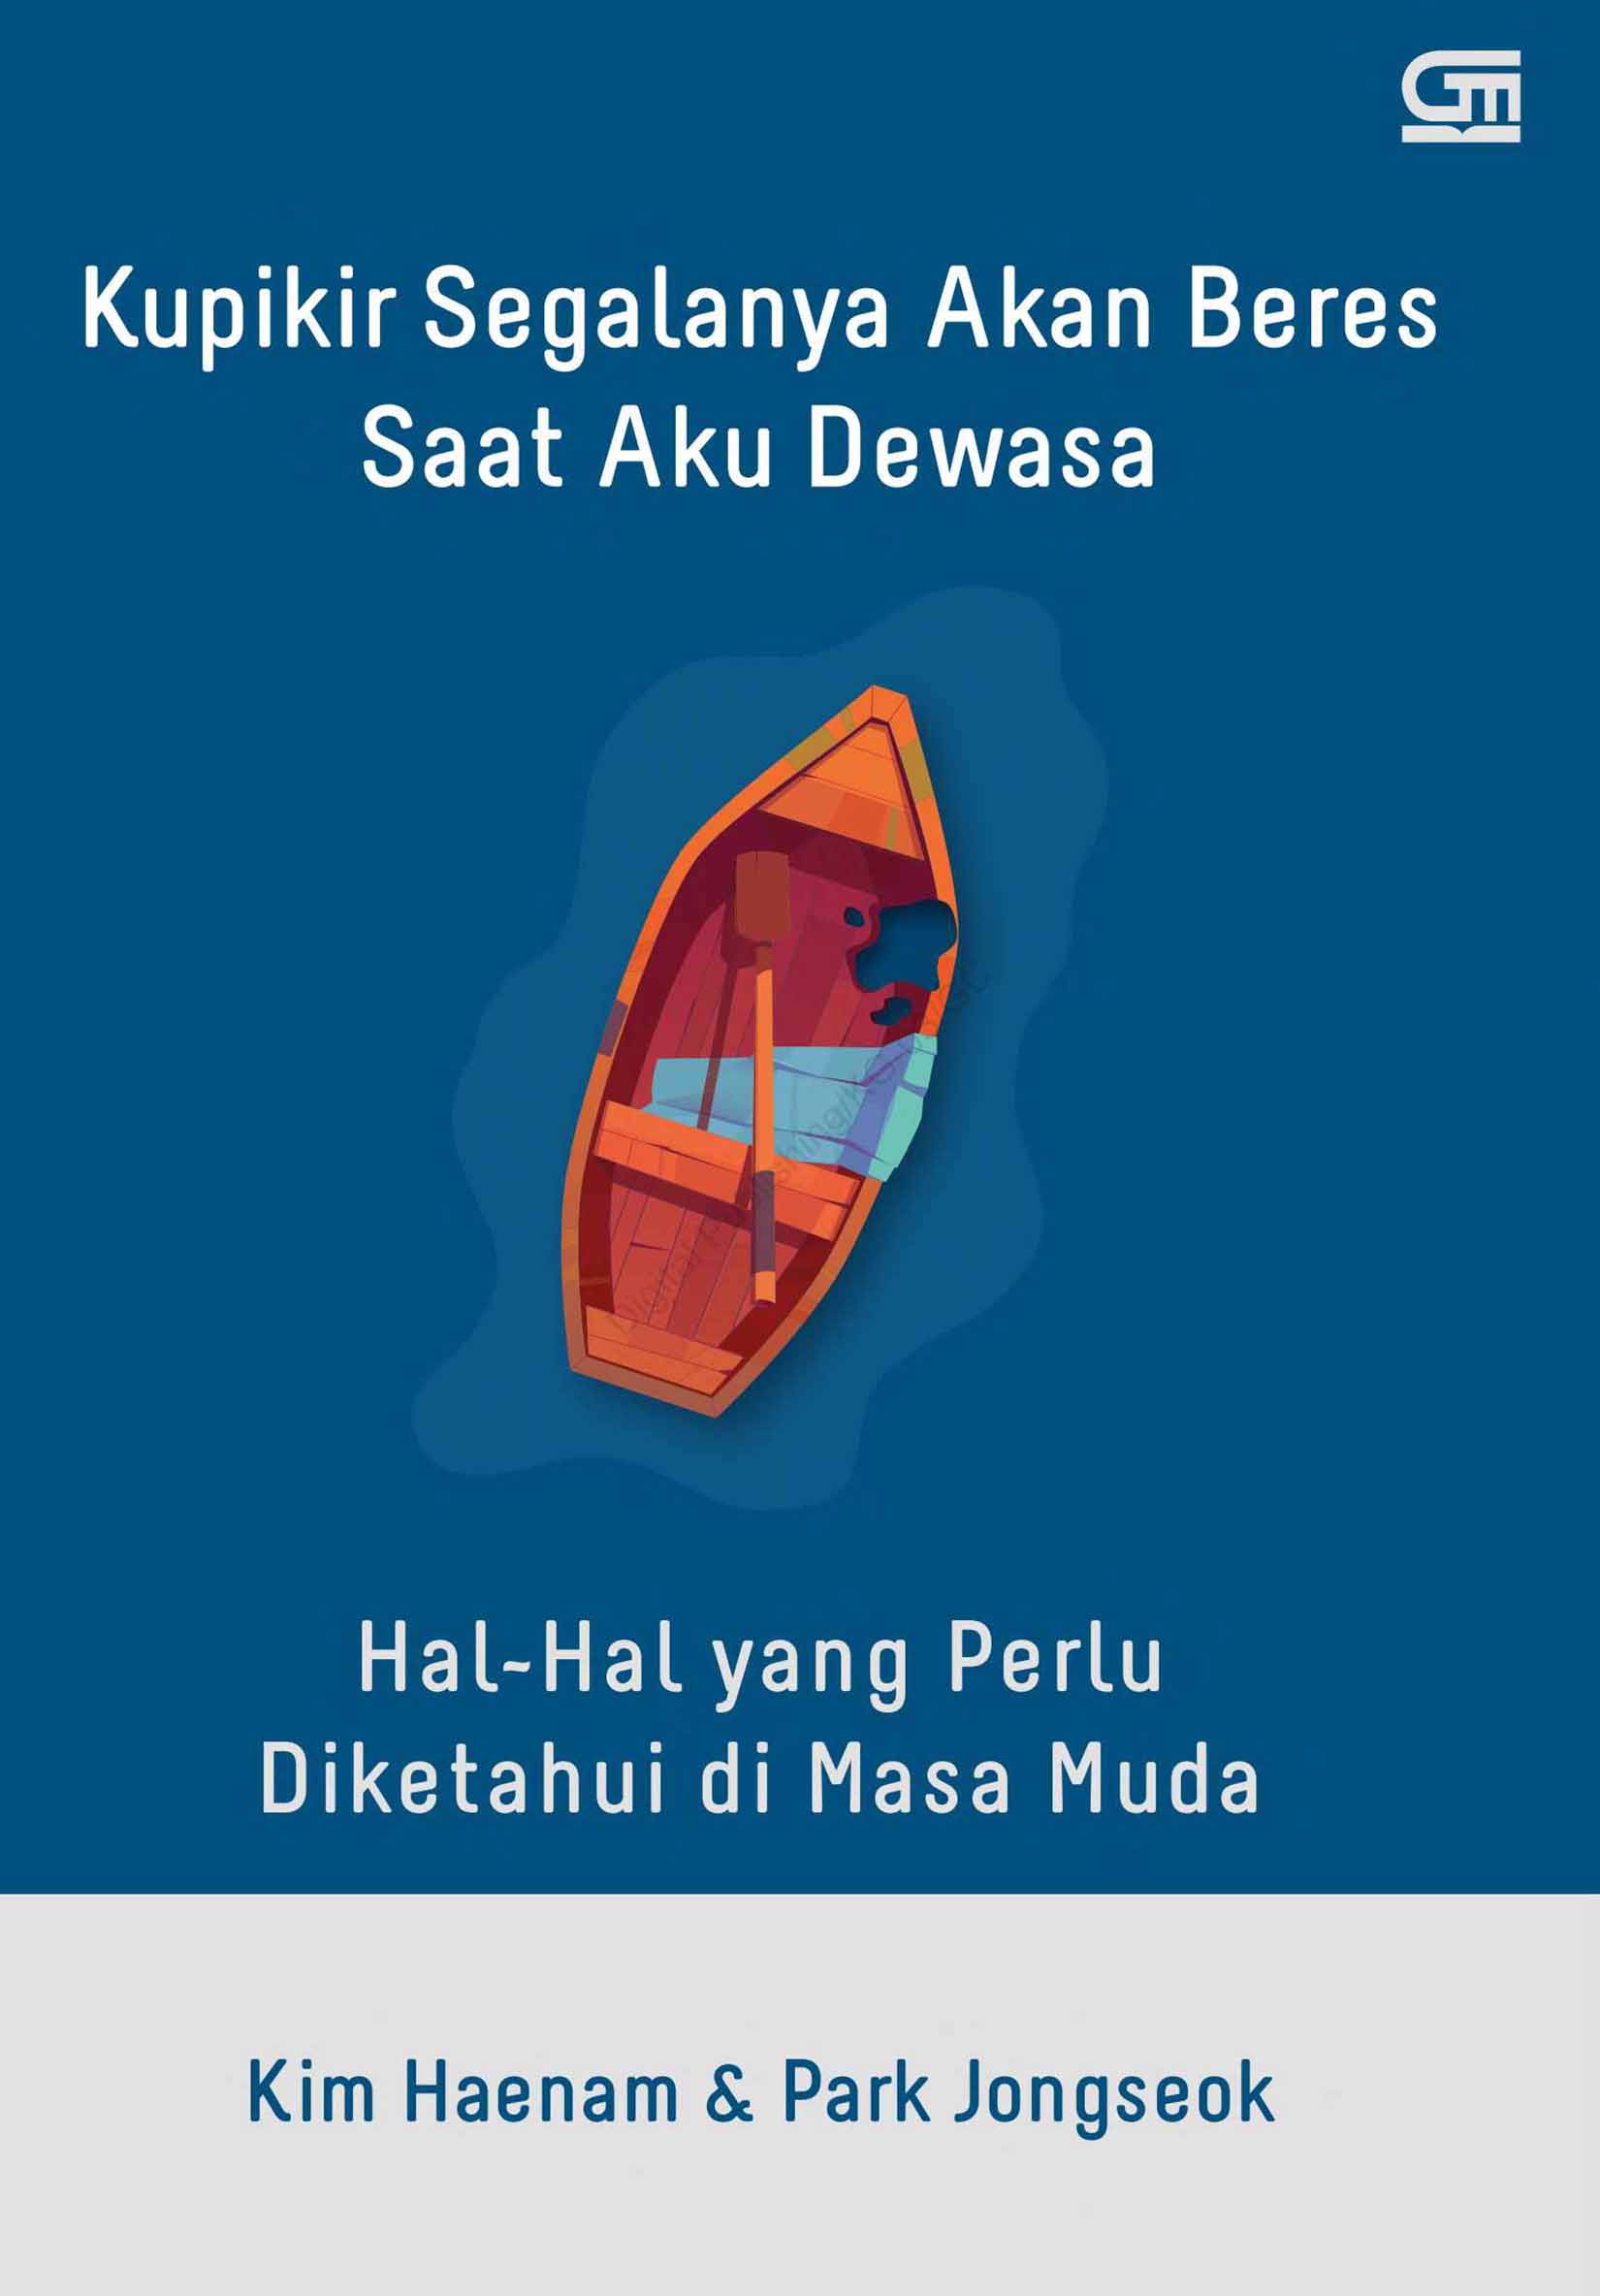 GM
Kupikir Segalanya Akan Beres
Saat Aku Dewasa
Hal-Hal yang Perlu
Diketahui di Masa Muda
Kim Haenam & Park Jongseok